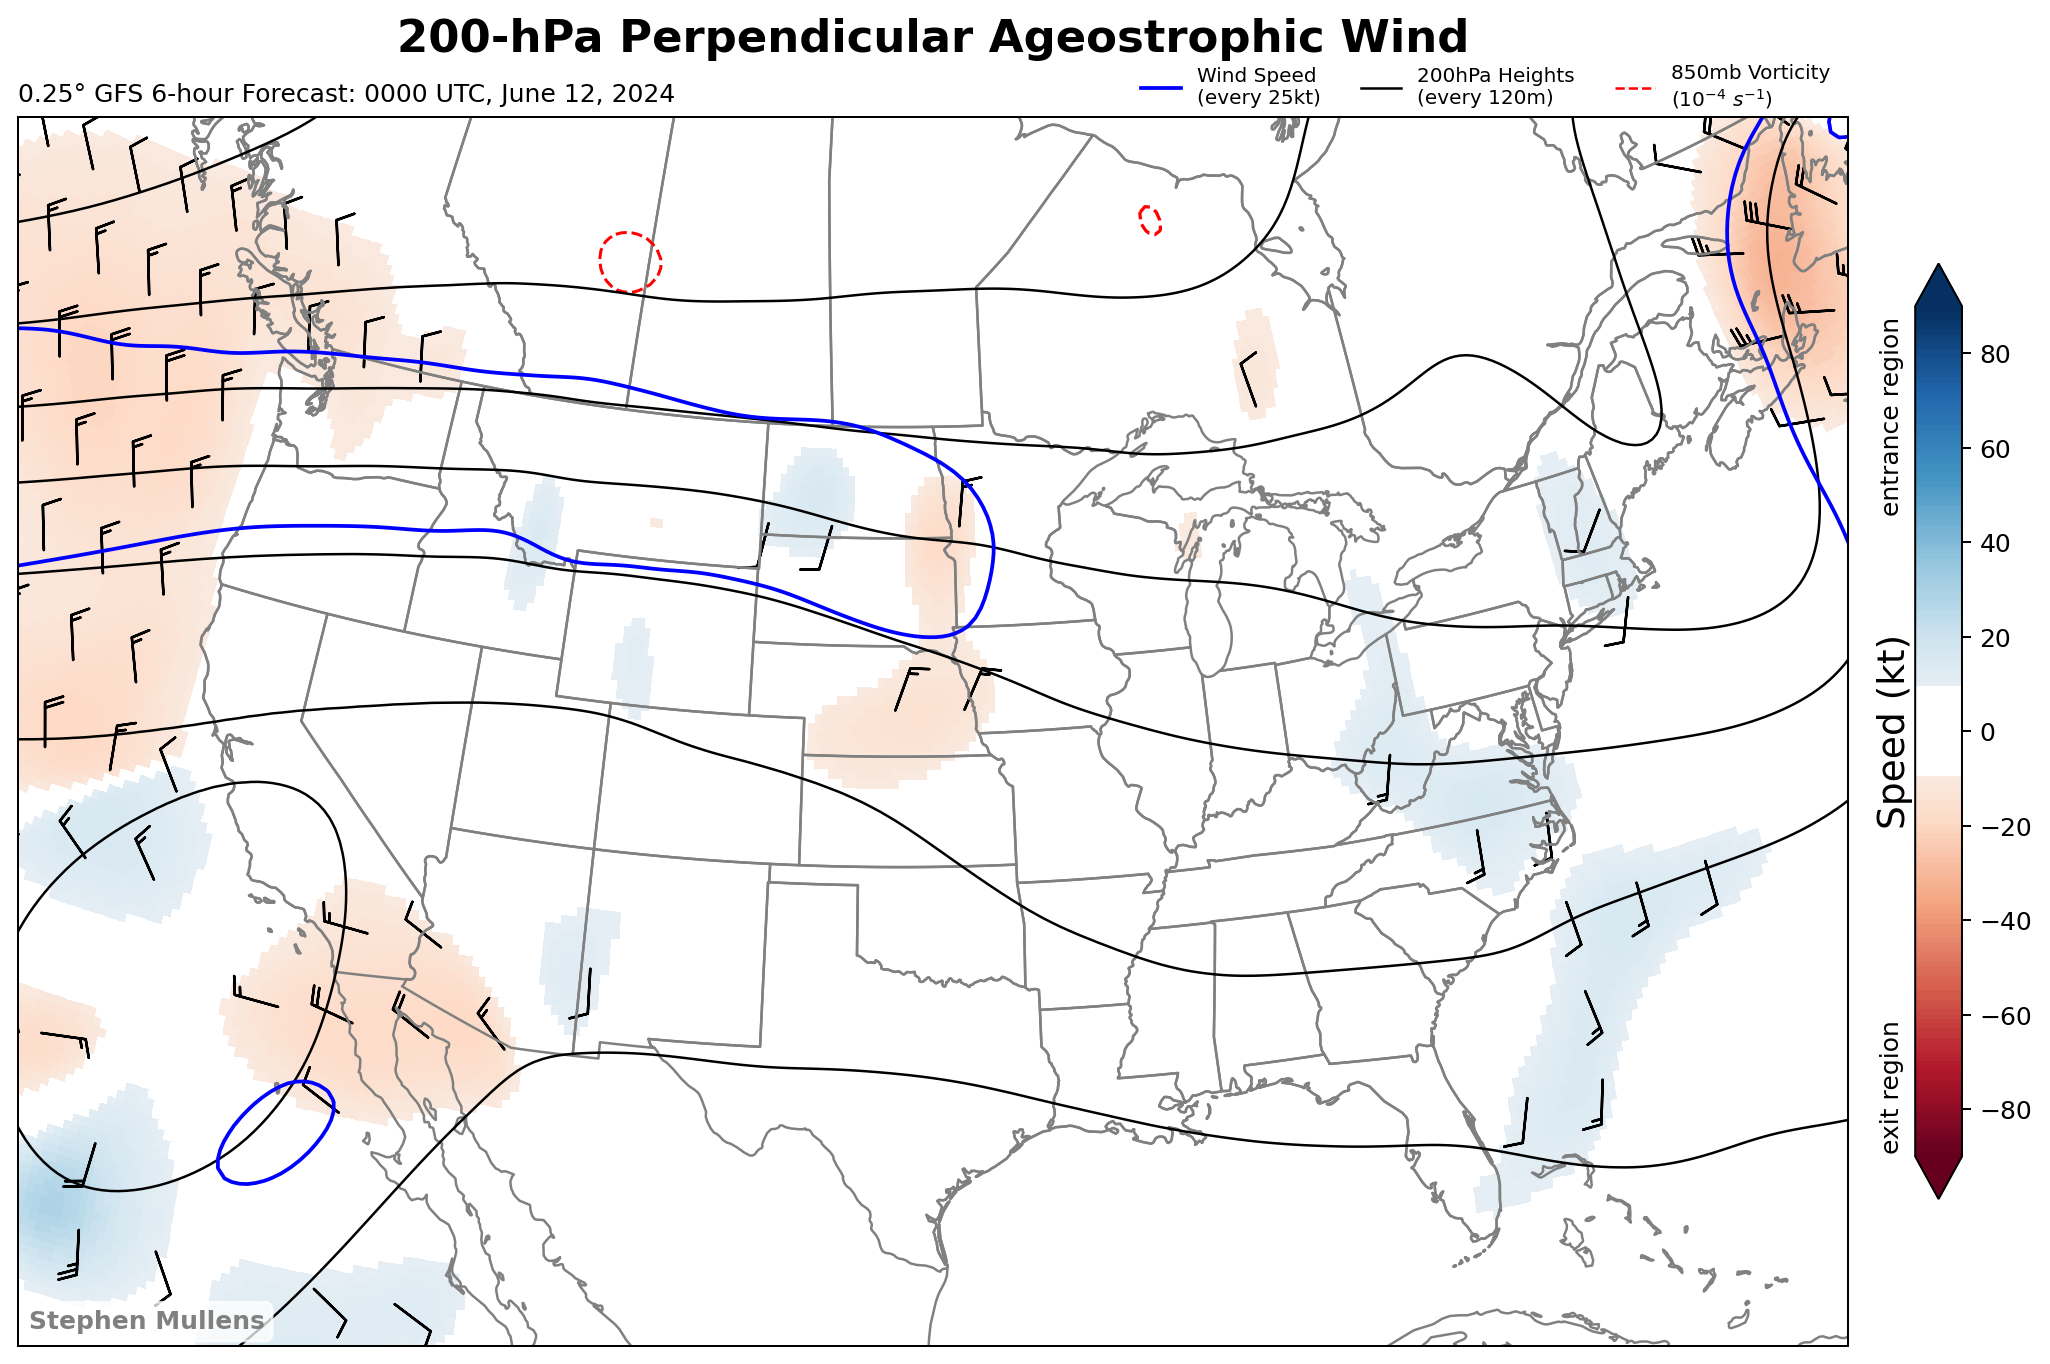 200-hPa Perpendicular Ageostrophic Wind
0.25° GFS 6-hour Forecast: 0000 UTC, June 12, 2024
Wind Speed
(every 25kt)
200hPa Heights
(every 120m)
850mb Vorticity
(10⁻⁴ s⁻¹)
entrance region
exit region
Speed (kt)
80
60
40
20
0
−20
−40
−60
−80
Stephen Mullens